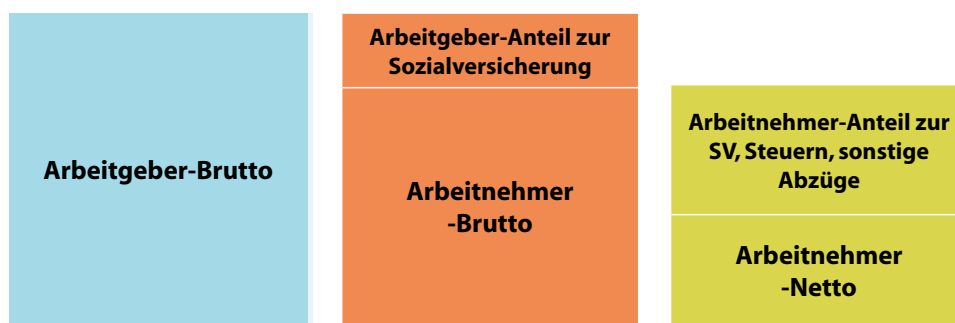 Arbeitgeber-Brutto
Arbeitgeber-Anteil zur
Sozialversicherung
Arbeitnehmer
-Brutto
Arbeitnehmer-Anteil zur
SV, Steuern, sonstige
Abzüge
Arbeitnehmer
-Netto